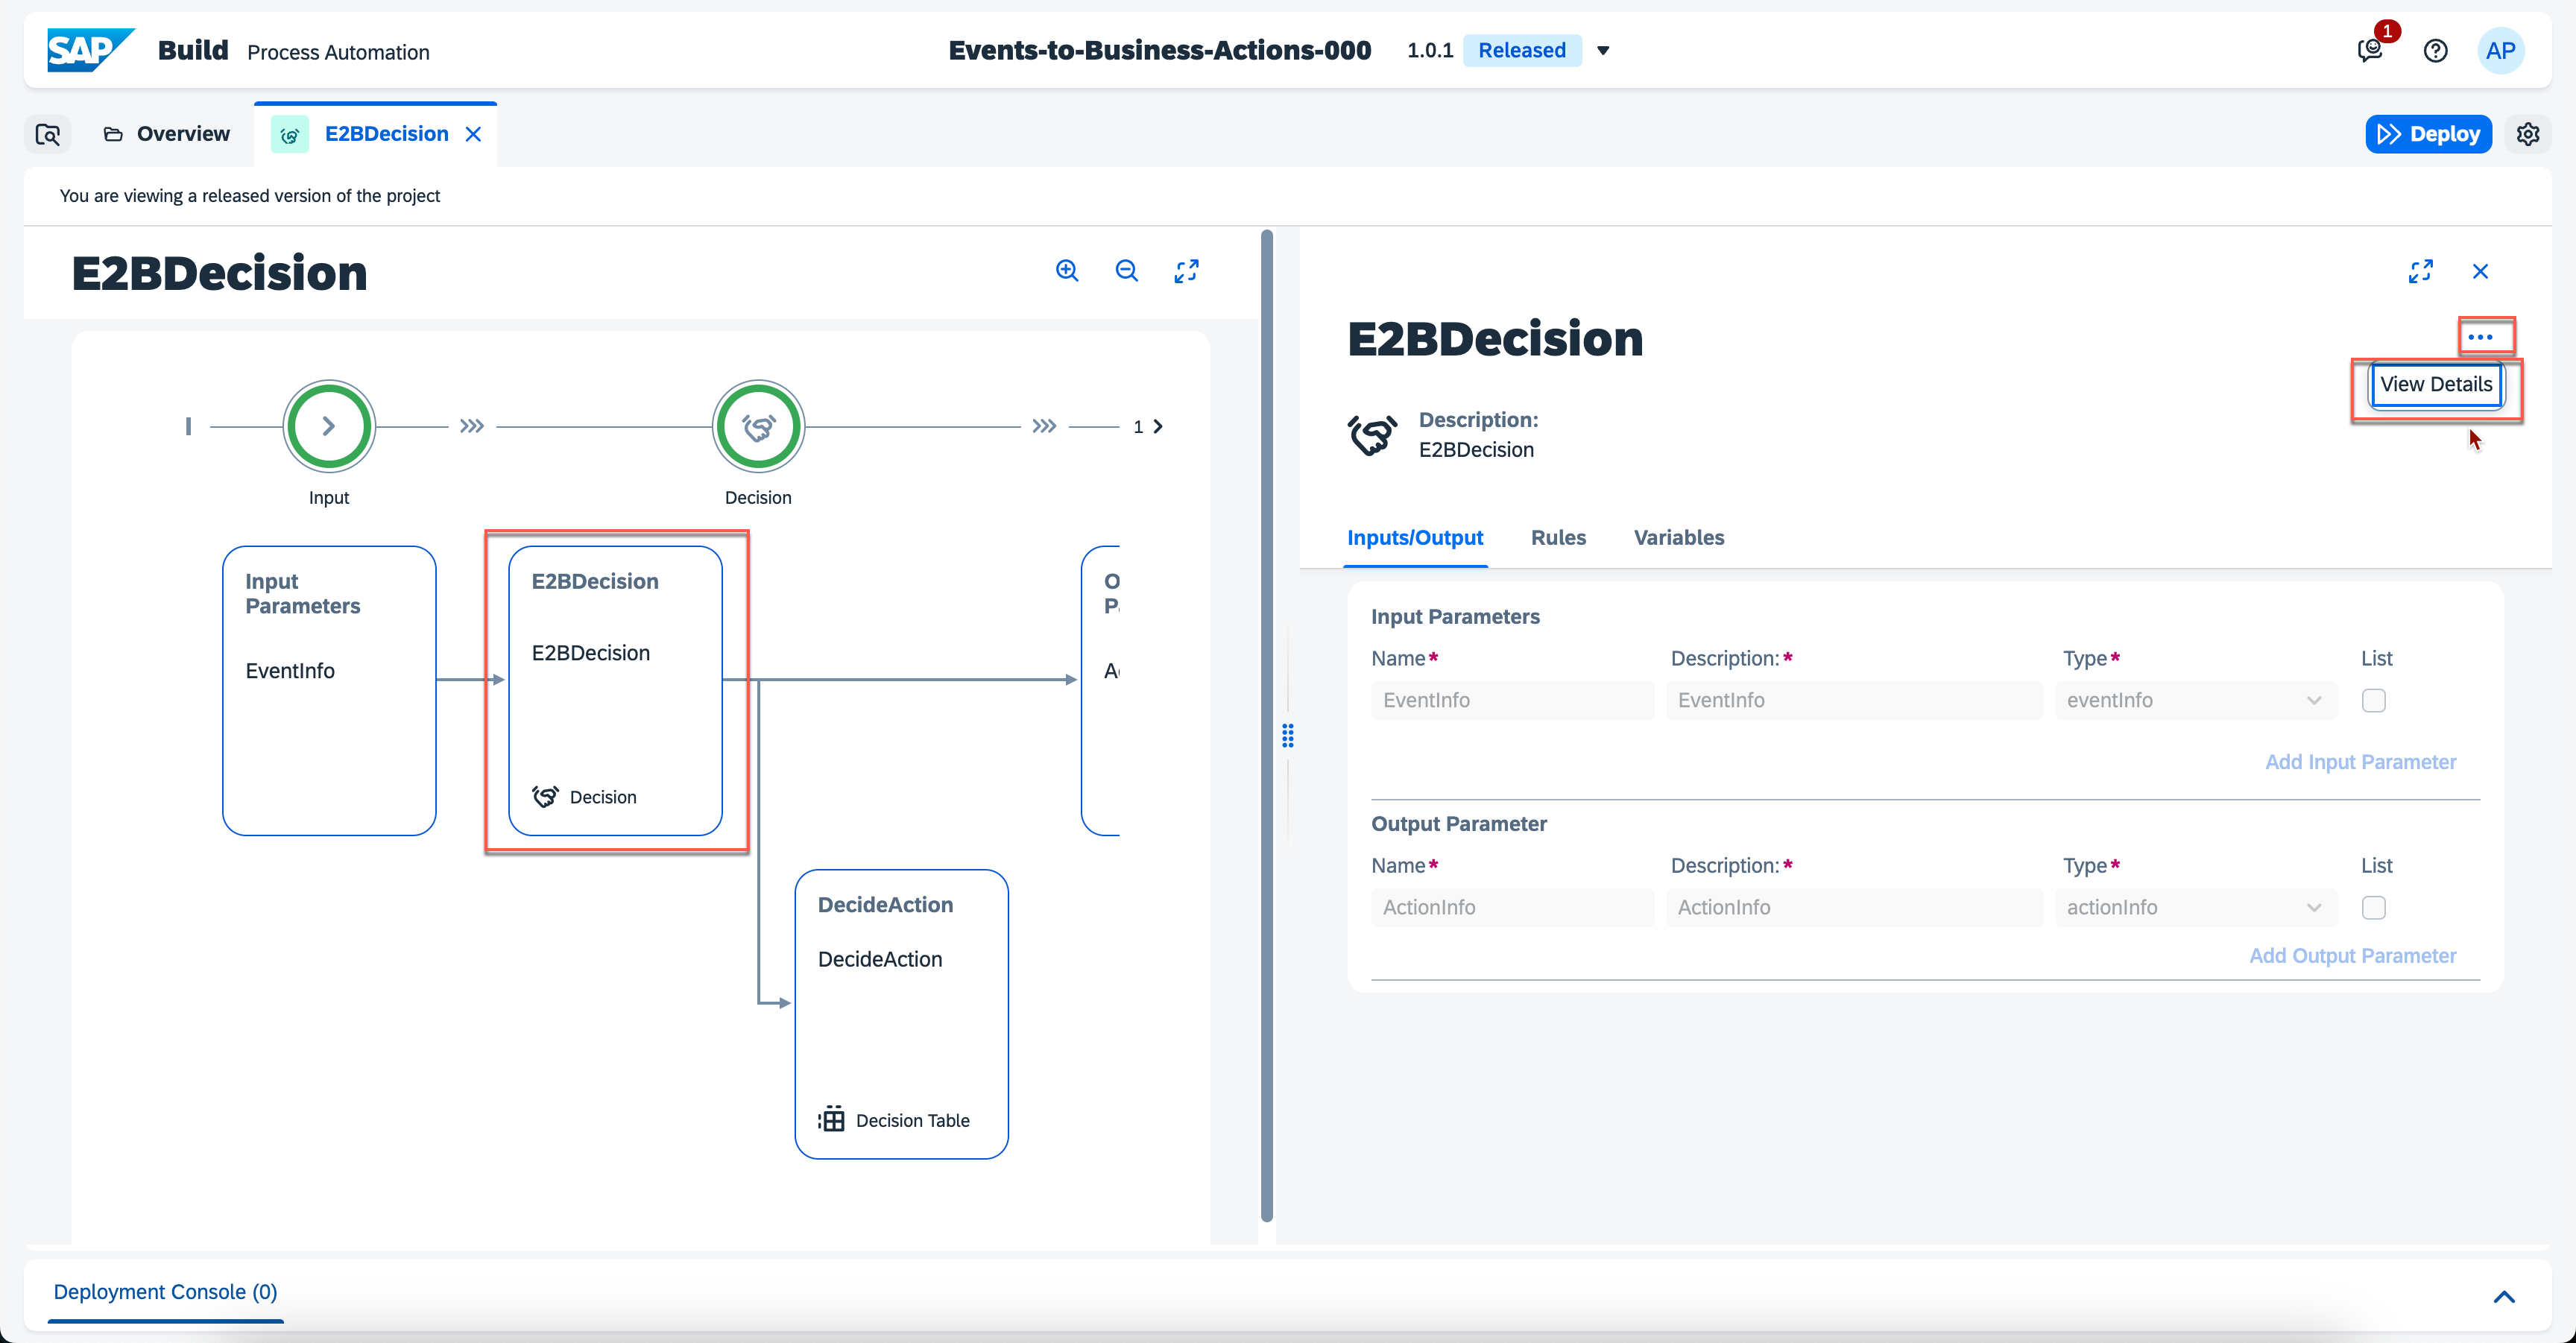 SAP Build Process Automation Events-to-Business-Actions-000 1.0.1 Released 1 AP
Overview E2BDecision Deploy
You are viewing a released version of the project
E2BDecision
1
Input Decision
Input Parameters
EventInfo
E2BDecision
E2BDecision
Decision
DecideAction
DecideAction
Decision Table
E2BDecision
View Details
Description:
E2BDecision
Inputs/Output Rules Variables
Input Parameters
Name* Description:* Type* List
EventInfo EventInfo eventInfo
Add Input Parameter
Output Parameter
Name* Description:* Type* List
ActionInfo ActionInfo actionInfo
Add Output Parameter
Deployment Console (0)